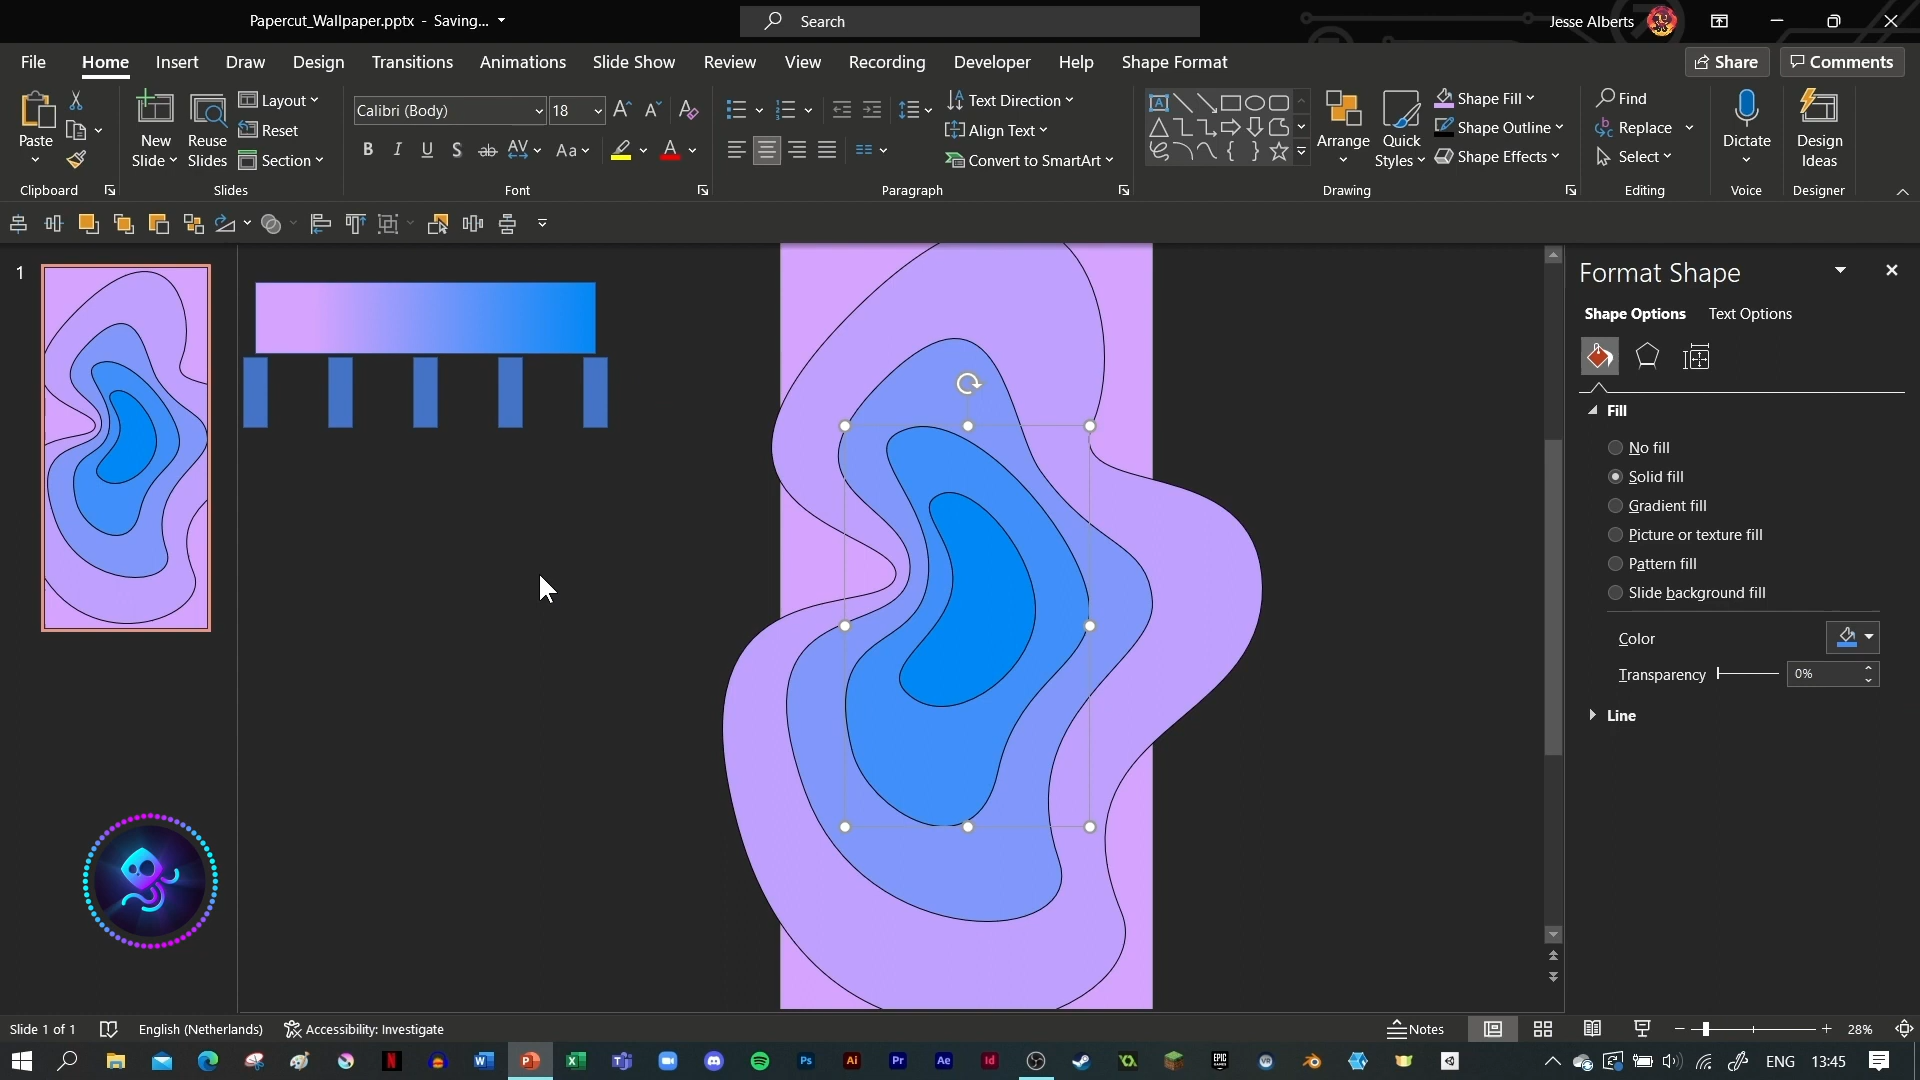 Papercut_Wallpaper.pptx - Saving...
Search
Jesse Alberts
File Home Insert Draw Design Transitions Animations Slide Show Review View Recording Developer Help Shape Format
Share Comments
Paste
Clipboard
New Slide
Reuse Slides
Layout
Reset
Section
Slides
Calibri (Body) 18
B I U S ab AV Aa A
Font
Text Direction
Align Text
Convert to SmartArt
Paragraph
Arrange
Quick Styles
Shape Fill
Shape Outline
Shape Effects
Drawing
Find
Replace
Select
Editing
Dictate
Voice
Design Ideas
Designer
1
Format Shape
Shape Options Text Options
Fill
No fill
Solid fill
Gradient fill
Picture or texture fill
Pattern fill
Slide background fill
Color
Transparency 0%
Line
Slide 1 of 1 English (Netherlands) Accessibility: Investigate Notes 28%
ENG 13:45